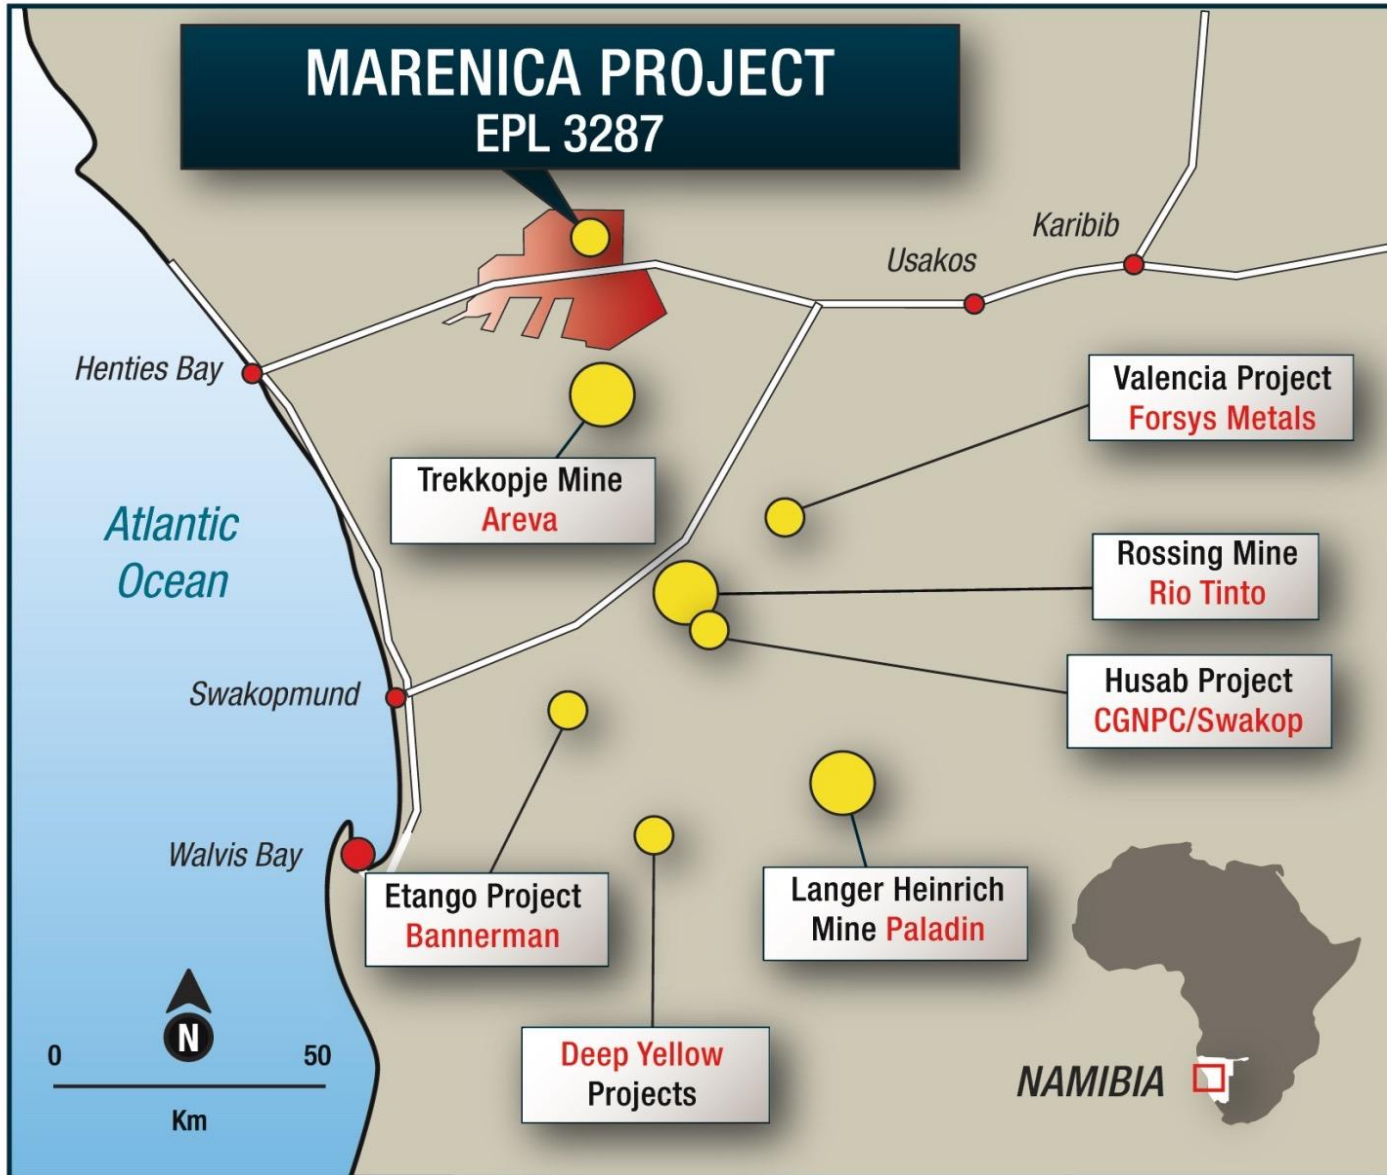 MARENICA PROJECT
EPL 3287
Karibib
Usakos
Henties Bay
Valencia Project
Forsys Metals
Trekkopje Mine
Areva
Atlantic
Ocean
Rossing Mine
Rio Tinto
Husab Project
CGNPC/Swakop
Swakopmund
Walvis Bay
Etango Project
Bannerman
Langer Heinrich
Mine Paladin
Deep Yellow
Projects
N
0 50
Km
NAMIBIA